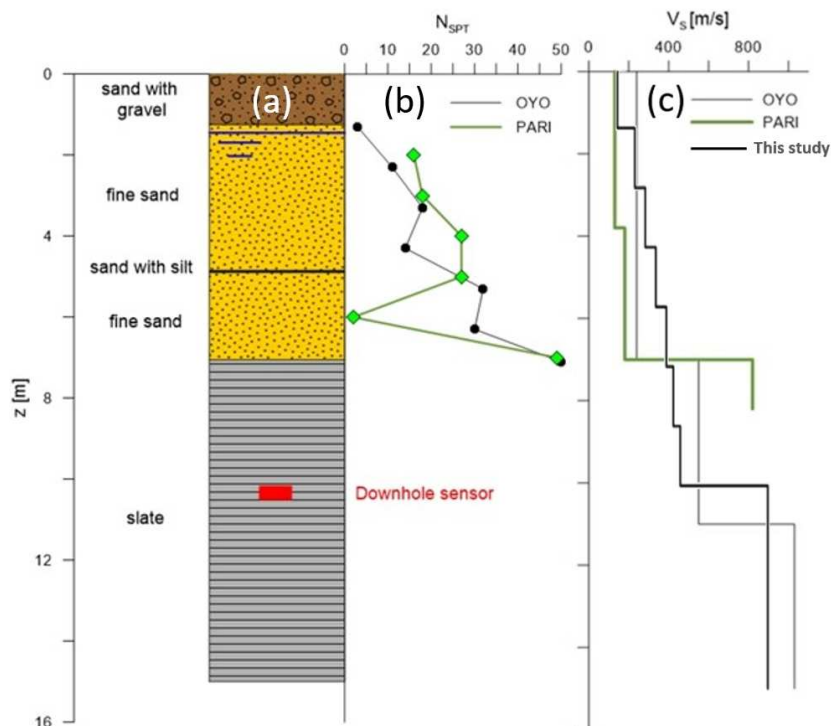 N_SPT
V_S [m/s]
0 10 20 30 40 50
0 400 800
0
4
8
12
16
z [m]
sand with
gravel
fine sand
sand with silt
fine sand
slate
(a)
(b)
OYO
PARI
Downhole sensor
(c)
OYO
PARI
This study